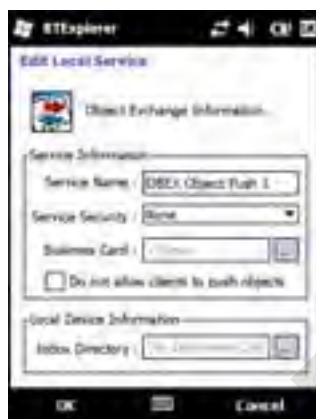 BTExplorer
Edit Local Service
Object Exchange Information...
Service Information
Service Name : OBEX Object Push 1
Service Security : None
Business Card :
Do not allow clients to push objects
Local Device Information
Index Directory :
OK Cancel